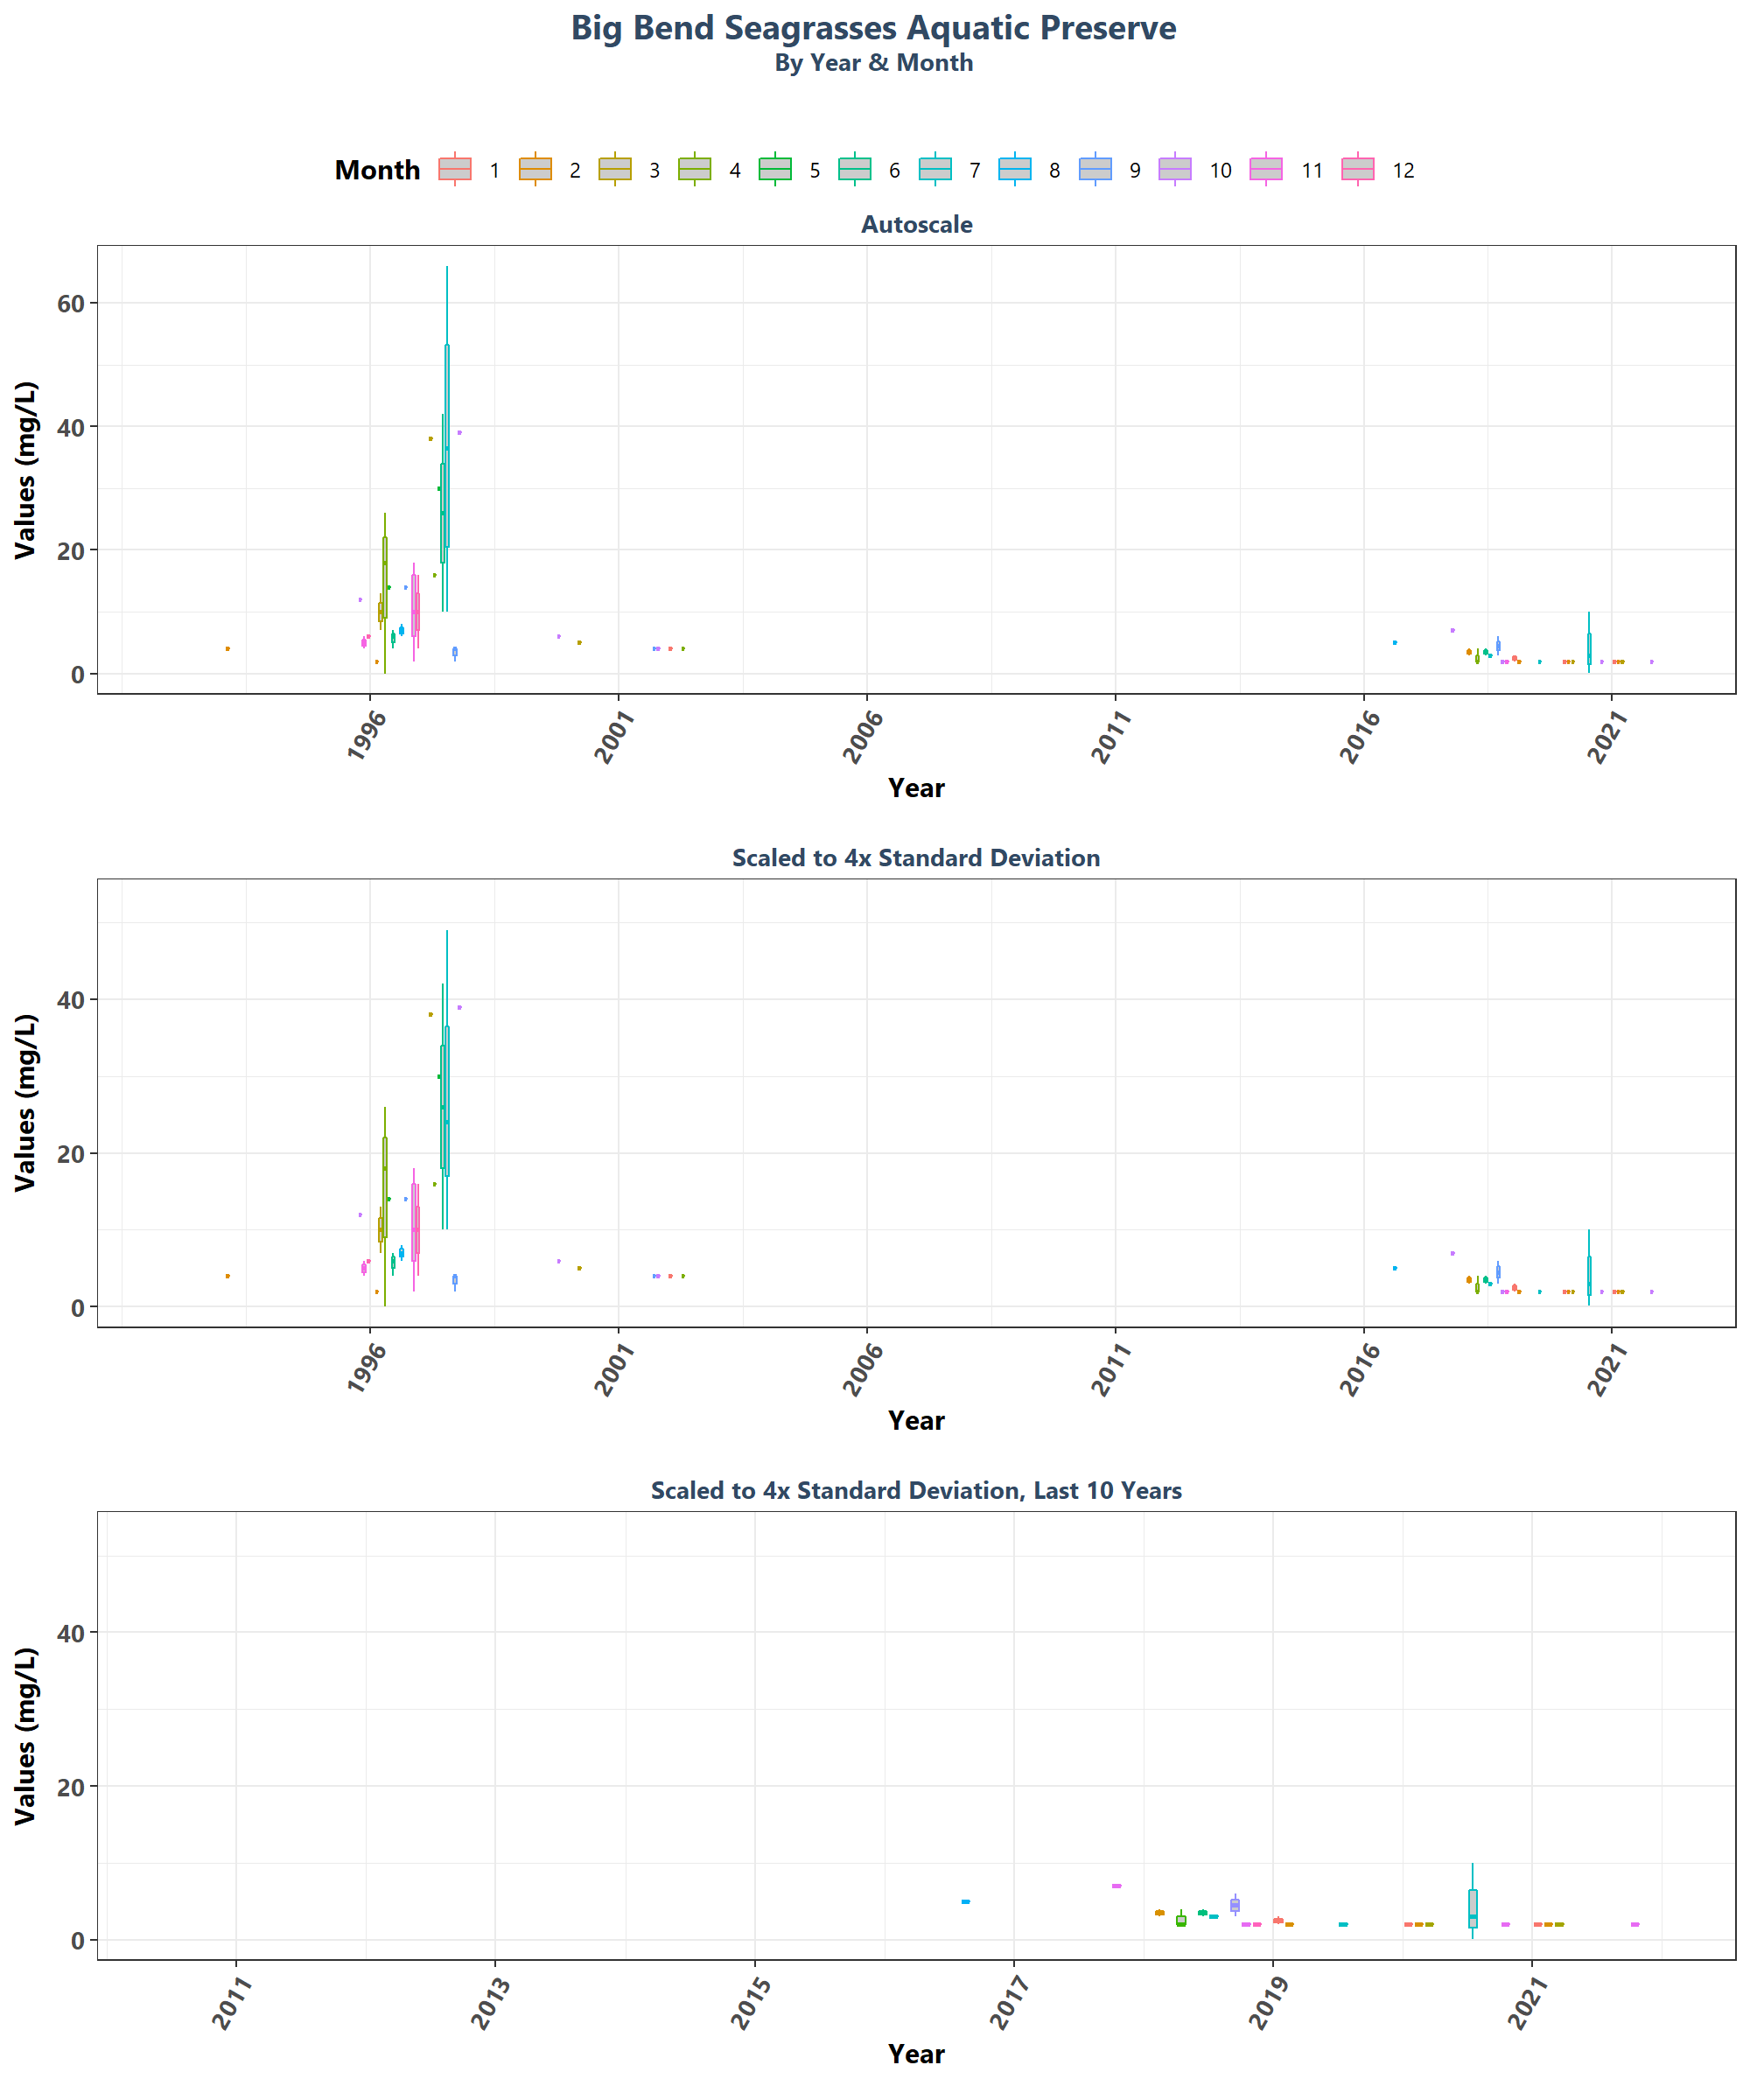 Big Bend Seagrasses Aquatic Preserve
By Year & Month
Month 1 2 3 4 5 6 7 8 9 10 11 12
Autoscale
Values (mg/L)
60
40
20
0
1996 2001 2006 2011 2016 2021
Year
Scaled to 4x Standard Deviation
Values (mg/L)
40
20
0
1996 2001 2006 2011 2016 2021
Year
Scaled to 4x Standard Deviation, Last 10 Years
Values (mg/L)
40
20
0
2011 2013 2015 2017 2019 2021
Year